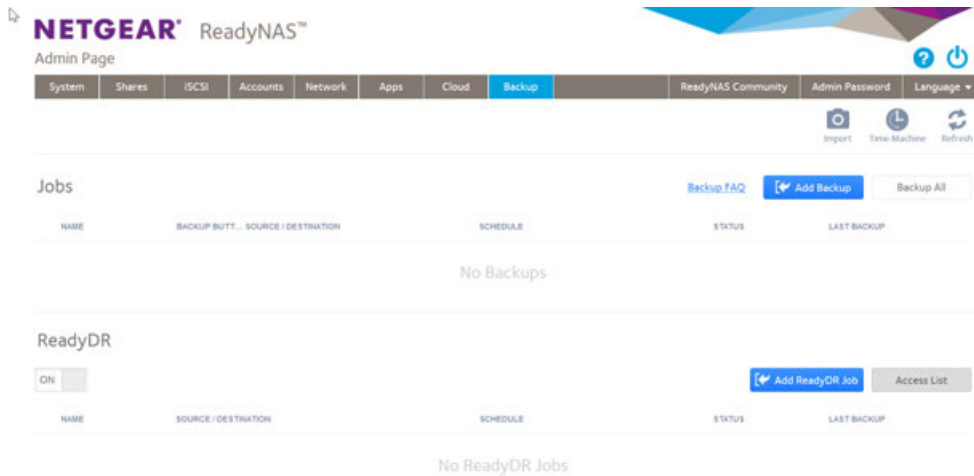 NETGEAR® ReadyNAS™
Admin Page
?
System Shares iSCSI Accounts Network Apps Cloud Backup ReadyNAS Community Admin Password Language
Import Time Machine Refresh
Jobs Backup FAQ Add Backup Backup All
NAME BACKUP BUTT... SOURCE / DESTINATION SCHEDULE STATUS LAST BACKUP
No Backups
ReadyDR
ON Add ReadyDR Job Access List
NAME SOURCE / DESTINATION SCHEDULE STATUS LAST BACKUP
No ReadyDR Jobs